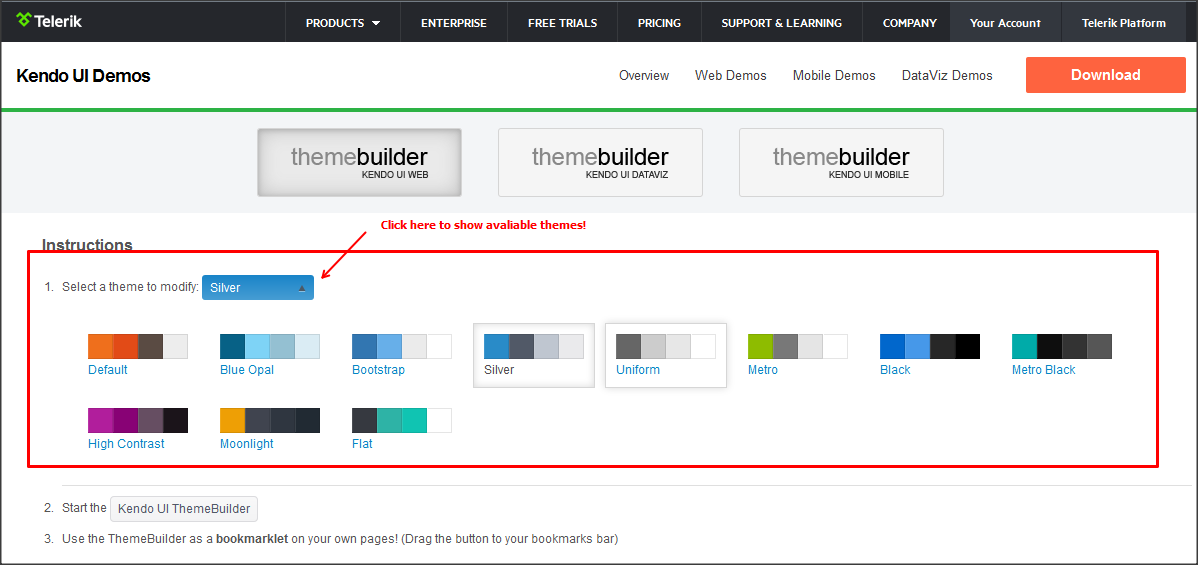 Telerik PRODUCTS ENTERPRISE FREE TRIALS PRICING SUPPORT & LEARNING COMPANY Your Account Telerik Platform
Kendo UI Demos Overview Web Demos Mobile Demos DataViz Demos Download
themebuilder themebuilder themebuilder
KENDO UI WEB KENDO UI DATAVIZ KENDO UI MOBILE
Click here to show avaliable themes!
Instructions
1. Select a theme to modify: Silver
Default Blue Opal Bootstrap Silver Uniform Metro Black Metro Black
High Contrast Moonlight Flat
2. Start the Kendo UI ThemeBuilder
3. Use the ThemeBuilder as a bookmarklet on your own pages! (Drag the button to your bookmarks bar)